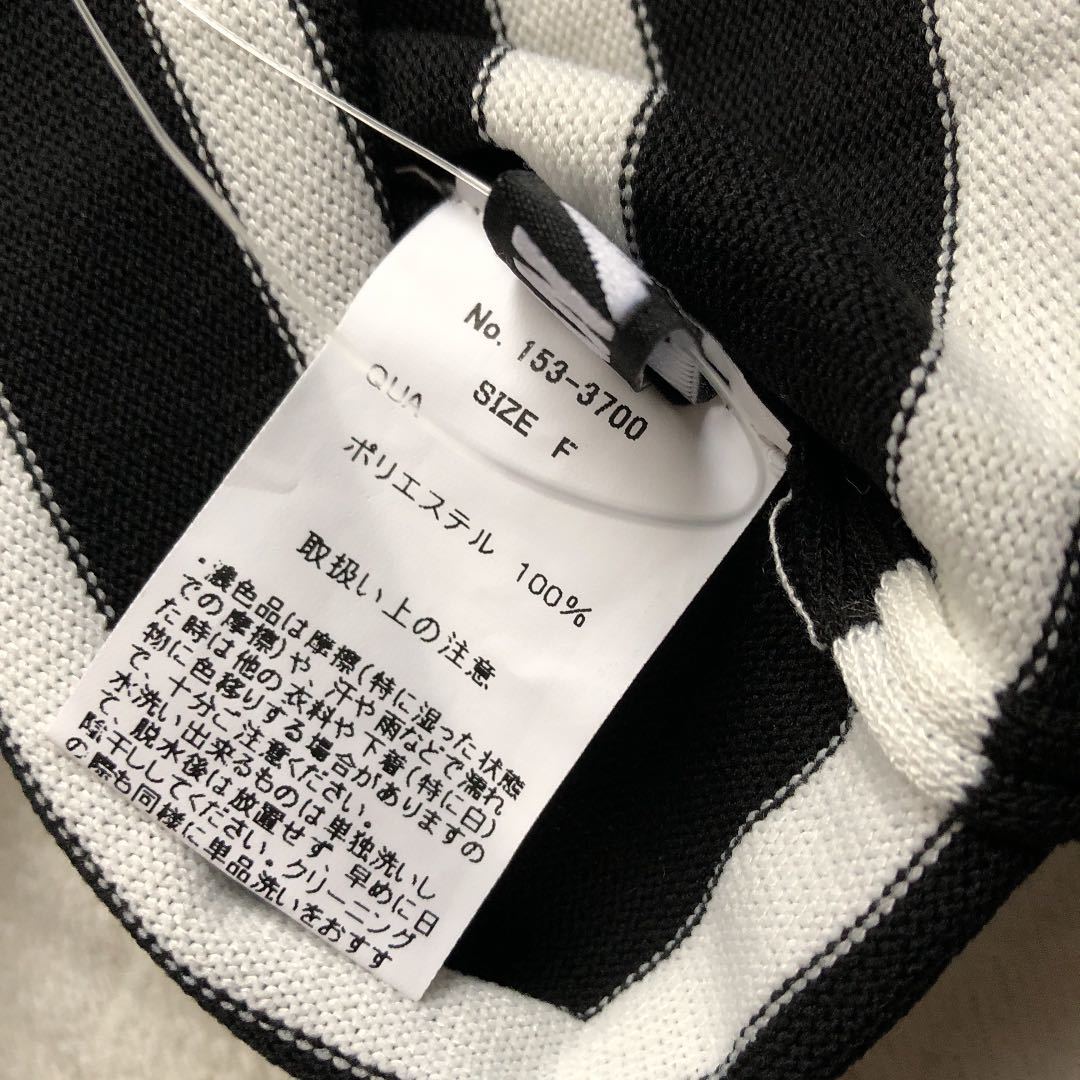 No. 153-3700
SIZE F
QUA
ポリエステル 100%
取扱い上の注意
・濃色品は摩擦(特に湿った状態
での摩擦)や、汗や雨などで濡れ
た時は他の衣料や下着(特に白)
物に色移りする場合がありますの
で、十分ご注意ください。
水洗い出来るものは単独洗いし
て、脱水後は放置せず、早めに日
陰干ししてください・クリーニング
の際も同様に単品洗いをおすす